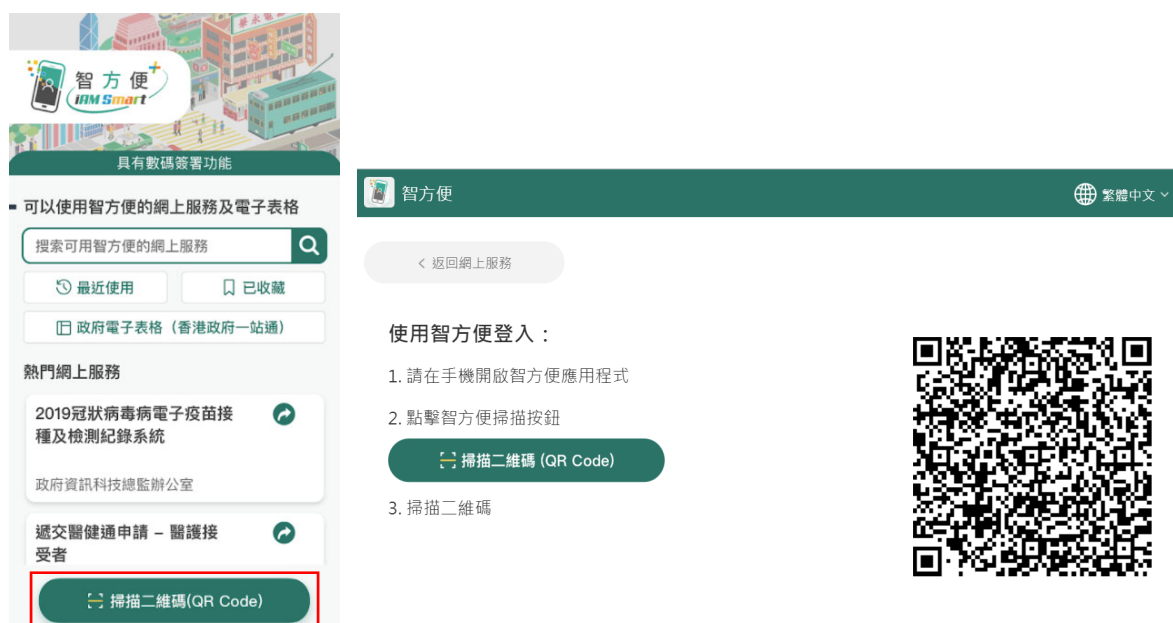 智方便+
iAM Smart
具有數碼簽署功能
可以使用智方便的網上服務及電子表格
搜索可用智方便的網上服務
最近使用
已收藏
政府電子表格（香港政府一站通）
熱門網上服務
2019冠狀病毒病電子疫苗接
種及檢測紀錄系統
政府資訊科技總監辦公室
遞交醫健通申請 – 醫護接
受者
掃描二維碼(QR Code)
智方便
繁體中文
< 返回網上服務
使用智方便登入：
1. 請在手機開啟智方便應用程式
2. 點擊智方便掃描按鈕
掃描二維碼 (QR Code)
3. 掃描二維碼